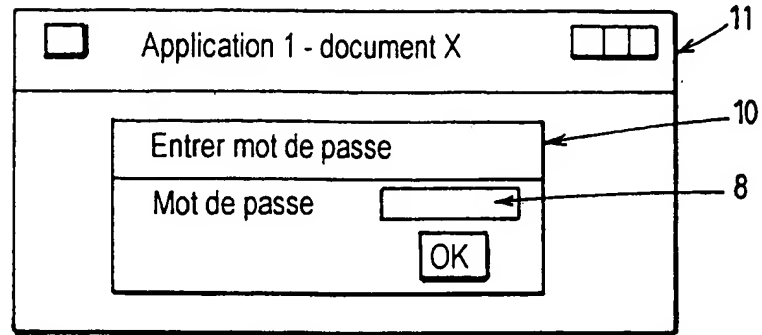 Application 1 - document X
11
Entrer mot de passe
10
Mot de passe
8
OK